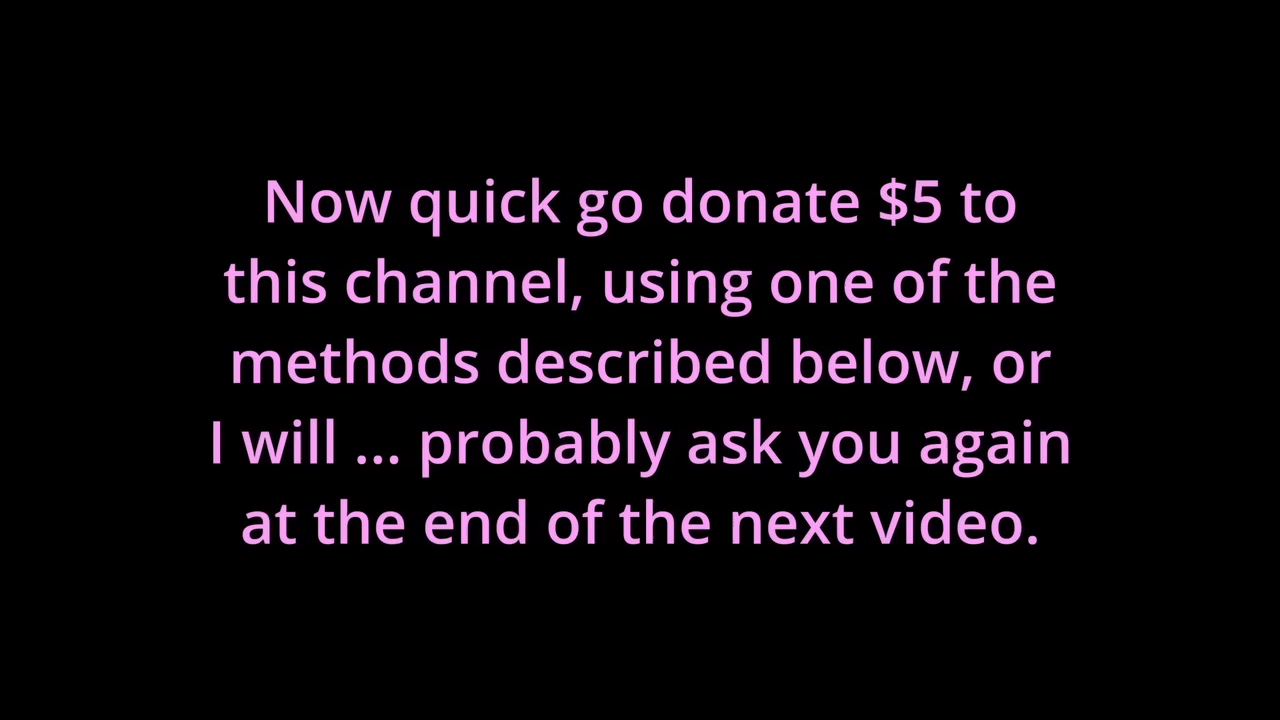 Now quick go donate $5 to
this channel, using one of the
methods described below, or
I will ... probably ask you again
at the end of the next video.